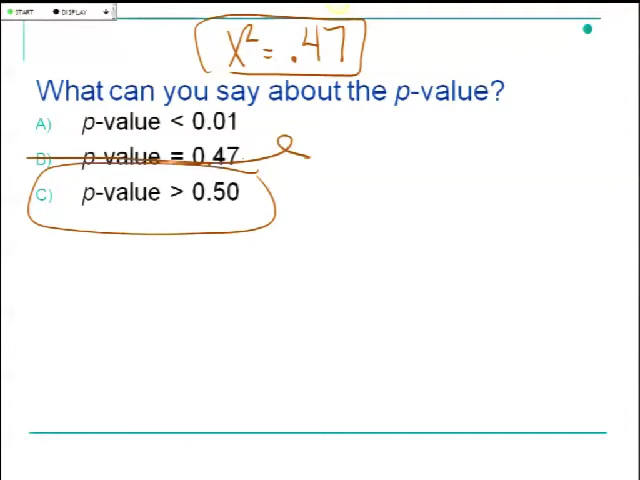 START DISPLAY
X² = .47
What can you say about the p-value?
A) p-value < 0.01
B) p-value = 0.47
C) p-value > 0.50